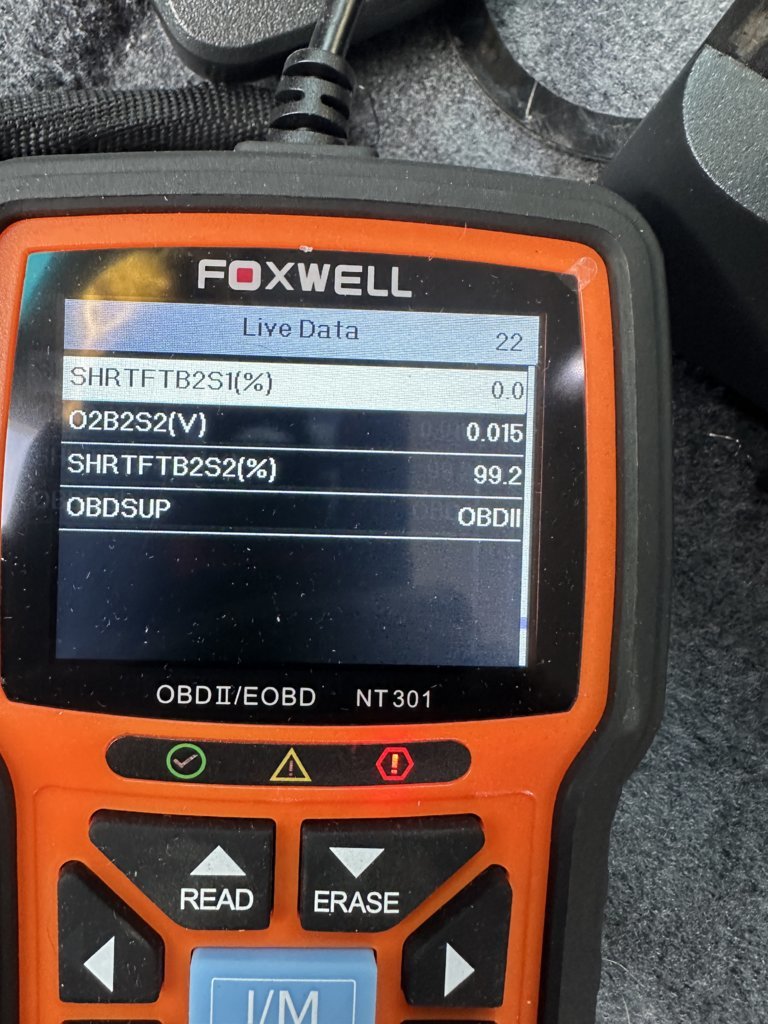 FOXWELL
Live Data 22
SHRTFTB2S1(%) 0.0
O2B2S2(V) 0.015
SHRTFTB2S2(%) 99.2
OBDSUP OBDII
OBDII/EOBD NT301
READ ERASE
I/M